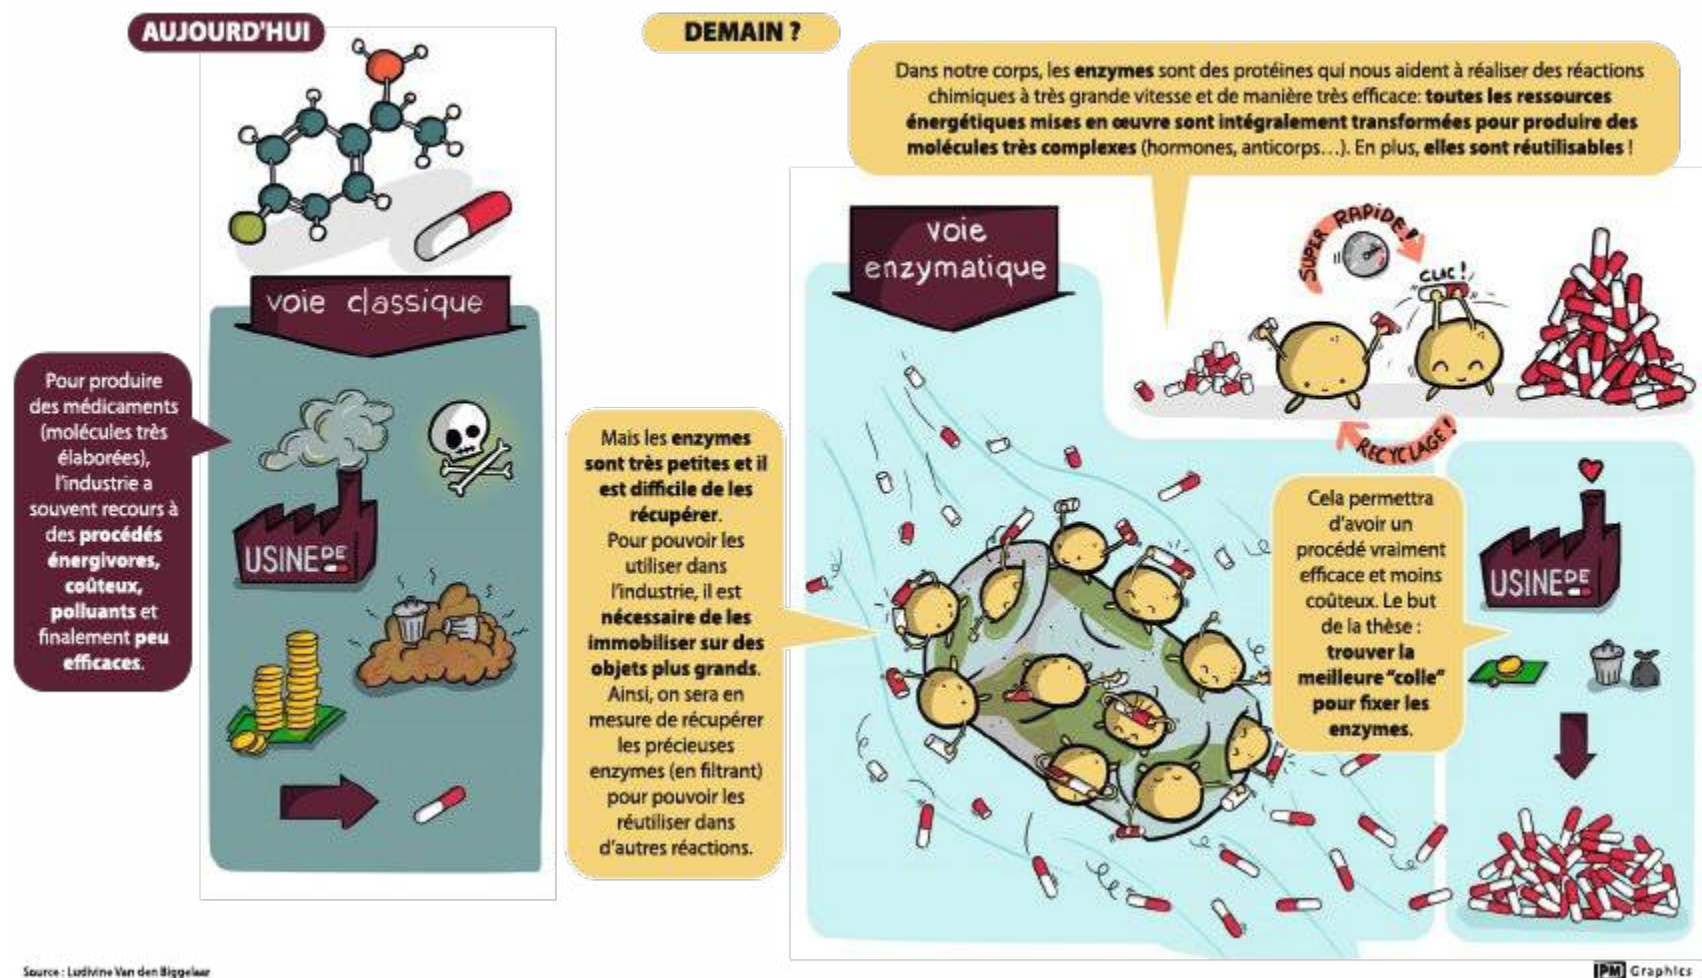 AUJOURD'HUI
voie classique
Pour produire
des médicaments
(molécules très
élaborées),
l'industrie a
souvent recours à
des procédés
énergivores,
coûteux,
polluants et
finalement peu
efficaces.
USINE DE
DEMAIN ?
Dans notre corps, les enzymes sont des protéines qui nous aident à réaliser des réactions
chimiques à très grande vitesse et de manière très efficace: toutes les ressources
énergétiques mises en œuvre sont intégralement transformées pour produire des
molécules très complexes (hormones, anticorps...). En plus, elles sont réutilisables !
voie
enzymatique
SUPER RAPIDE !
CLIC !
RECYCLAGE !
Mais les enzymes
sont très petites et il
est difficile de les
récupérer.
Pour pouvoir les
utiliser dans
l'industrie, il est
nécessaire de les
immobiliser sur des
objets plus grands.
Ainsi, on sera en
mesure de récupérer
les précieuses
enzymes (en filtrant)
pour pouvoir les
réutiliser dans
d'autres réactions.
Cela permettra
d'avoir un
procédé vraiment
efficace et moins
coûteux. Le but
de la thèse :
trouver la
meilleure "colle"
pour fixer les
enzymes.
USINE DE
Source : Ludivine Van den Biggelaar
IPM Graphics